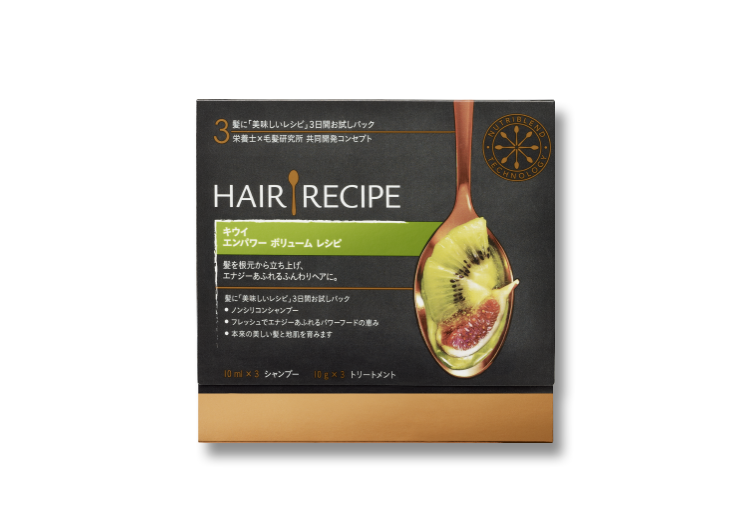 3 髪に「美味しいレシピ」3日間お試しパック
栄養士×毛髪研究所 共同開発コンセプト
NUTRIBLEND
TECHNOLOGY
HAIR RECIPE
キウイ
エンパワー ボリューム レシピ
髪を根元から立ち上げ、
エナジーあふれるふんわりヘアに。
髪に「美味しいレシピ」3日間お試しパック
● ノンシリコンシャンプー
● フレッシュでエナジーあふれるパワーフードの恵み
● 本来の美しい髪と地肌を育みます
10 ml × 3 シャンプー 10 g × 3 トリートメント